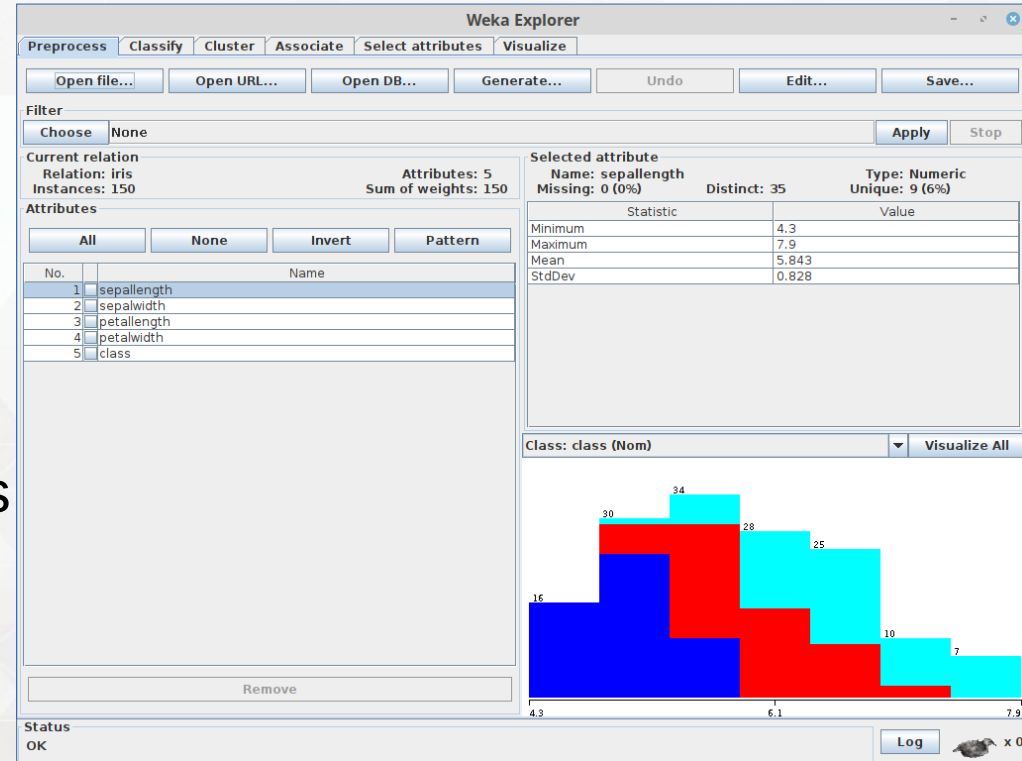 Weka Explorer
Preprocess Classify Cluster Associate Select attributes Visualize
Open file... Open URL... Open DB... Generate... Undo Edit... Save...
Filter
Choose None Apply Stop
Current relation
Relation: iris Attributes: 5
Instances: 150 Sum of weights: 150
Attributes
All None Invert Pattern
No. Name
1 sepallength
2 sepalwidth
3 petallength
4 petalwidth
5 class
Remove
Selected attribute
Name: sepallength Type: Numeric
Missing: 0 (0%) Distinct: 35 Unique: 9 (6%)
Statistic Value
Minimum 4.3
Maximum 7.9
Mean 5.843
StdDev 0.828
Class: class (Nom) Visualize All
34
30
28
25
16
10
7
4.3 6.1 7.9
s
Status
OK
Log x 0